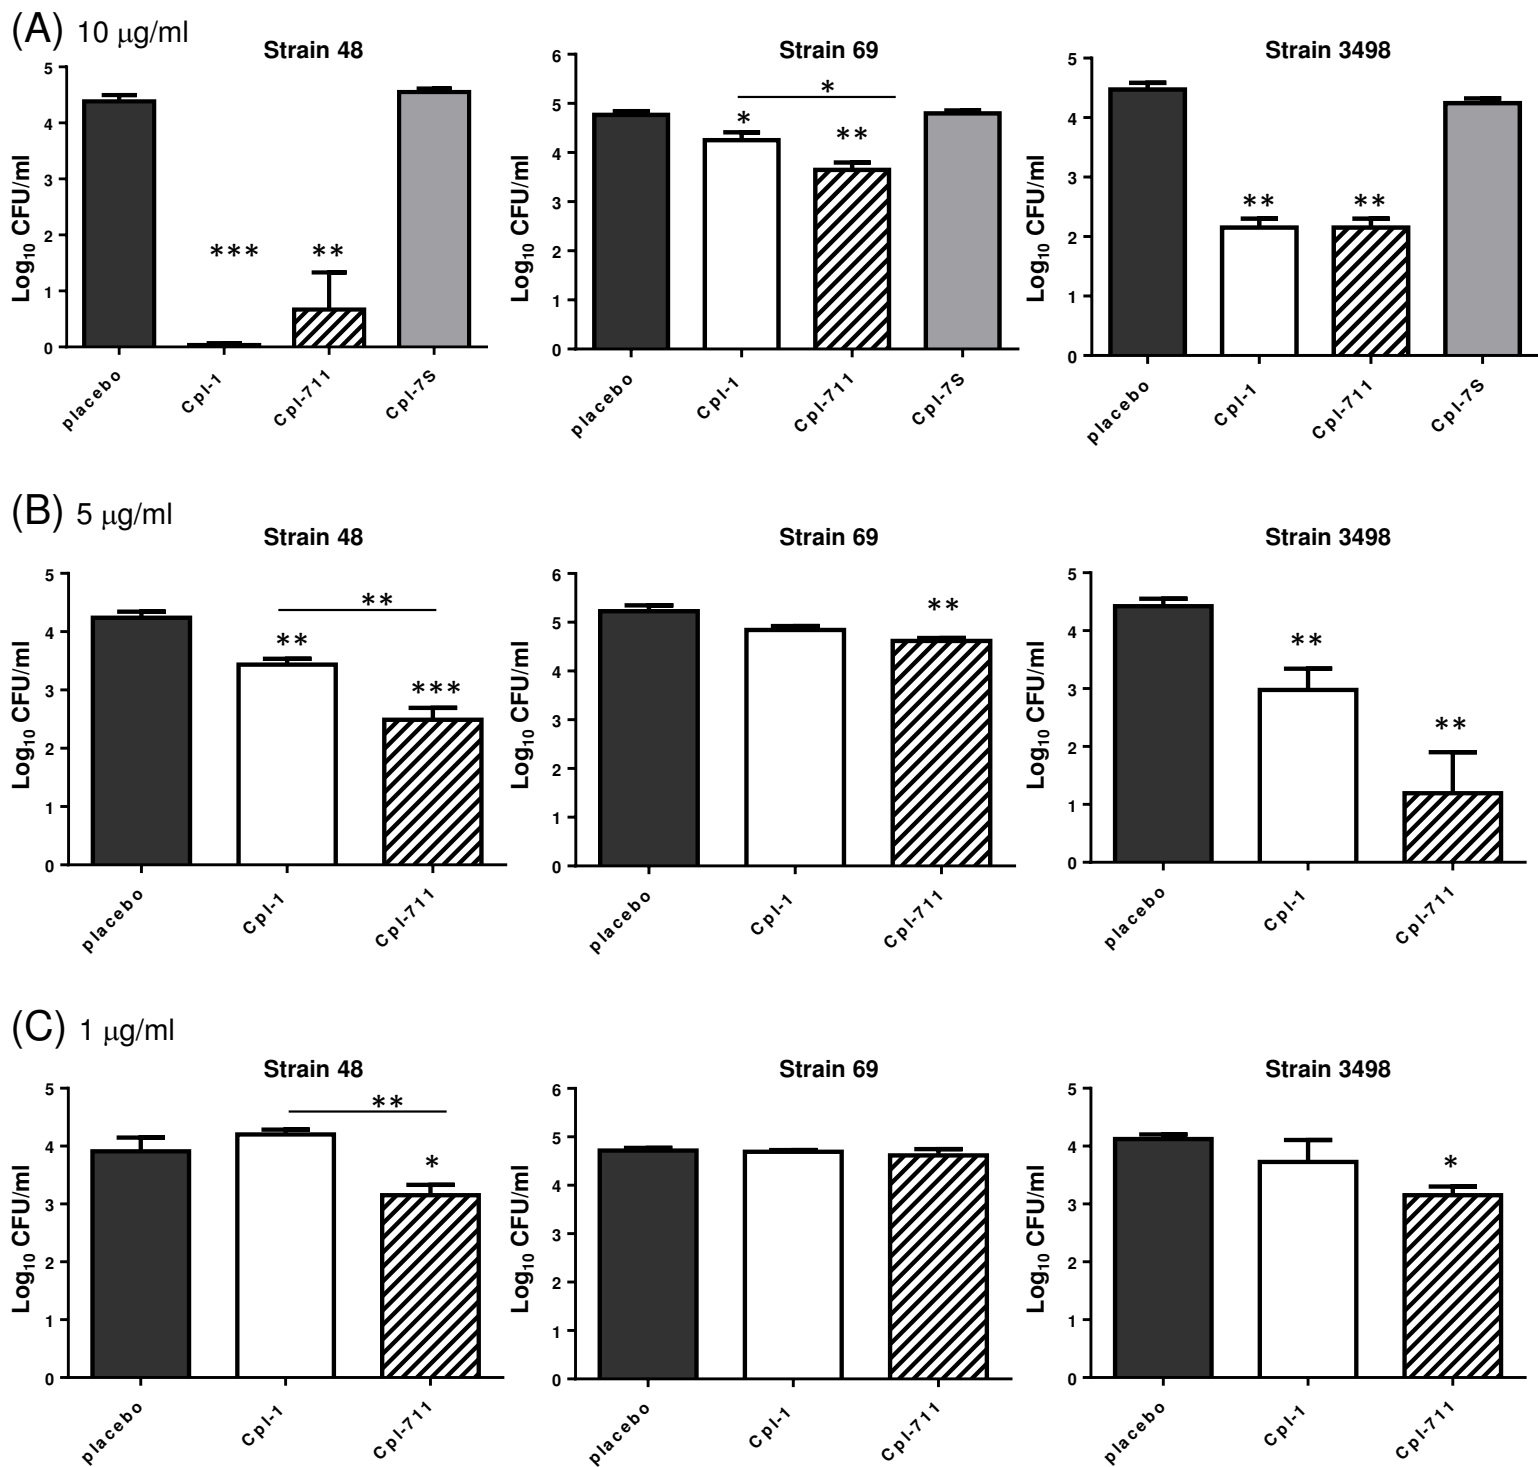 (A) 10 μg/ml
Strain 48
Log10 CFU/ml
5
4
3
2
1
0
***
**
placebo
Cpl-1
Cpl-711
Cpl-7S
Strain 69
Log10 CFU/ml
6
5
4
3
2
1
0
*
*
**
placebo
Cpl-1
Cpl-711
Cpl-7S
Strain 3498
Log10 CFU/ml
5
4
3
2
1
0
**
**
placebo
Cpl-1
Cpl-711
Cpl-7S
(B) 5 μg/ml
Strain 48
Log10 CFU/ml
5
4
3
2
1
0
**
**
***
placebo
Cpl-1
Cpl-711
Strain 69
Log10 CFU/ml
6
5
4
3
2
1
0
**
placebo
Cpl-1
Cpl-711
Strain 3498
Log10 CFU/ml
5
4
3
2
1
0
**
**
placebo
Cpl-1
Cpl-711
(C) 1 μg/ml
Strain 48
Log10 CFU/ml
5
4
3
2
1
0
**
*
placebo
Cpl-1
Cpl-711
Strain 69
Log10 CFU/ml
6
5
4
3
2
1
0
placebo
Cpl-1
Cpl-711
Strain 3498
Log10 CFU/ml
5
4
3
2
1
0
*
placebo
Cpl-1
Cpl-711